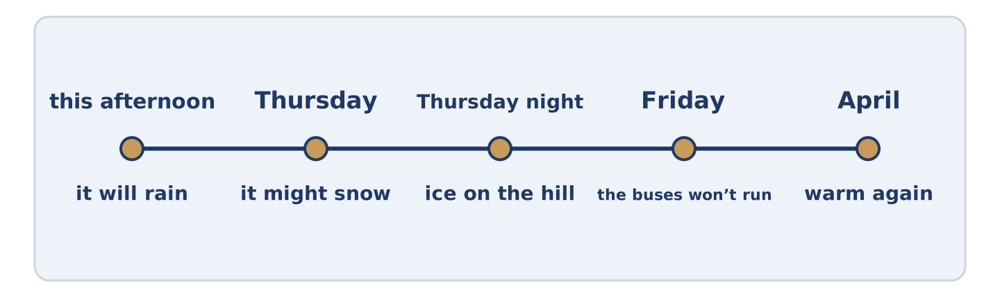 this afternoon Thursday Thursday night Friday April
it will rain it might snow ice on the hill the buses won’t run warm again